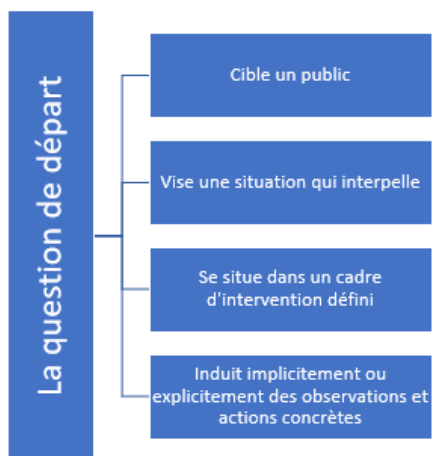 La question de départ
Cible un public
Vise une situation qui interpelle
Se situe dans un cadre
d'intervention défini
Induit implicitement ou
explicitement des observations et
actions concrètes